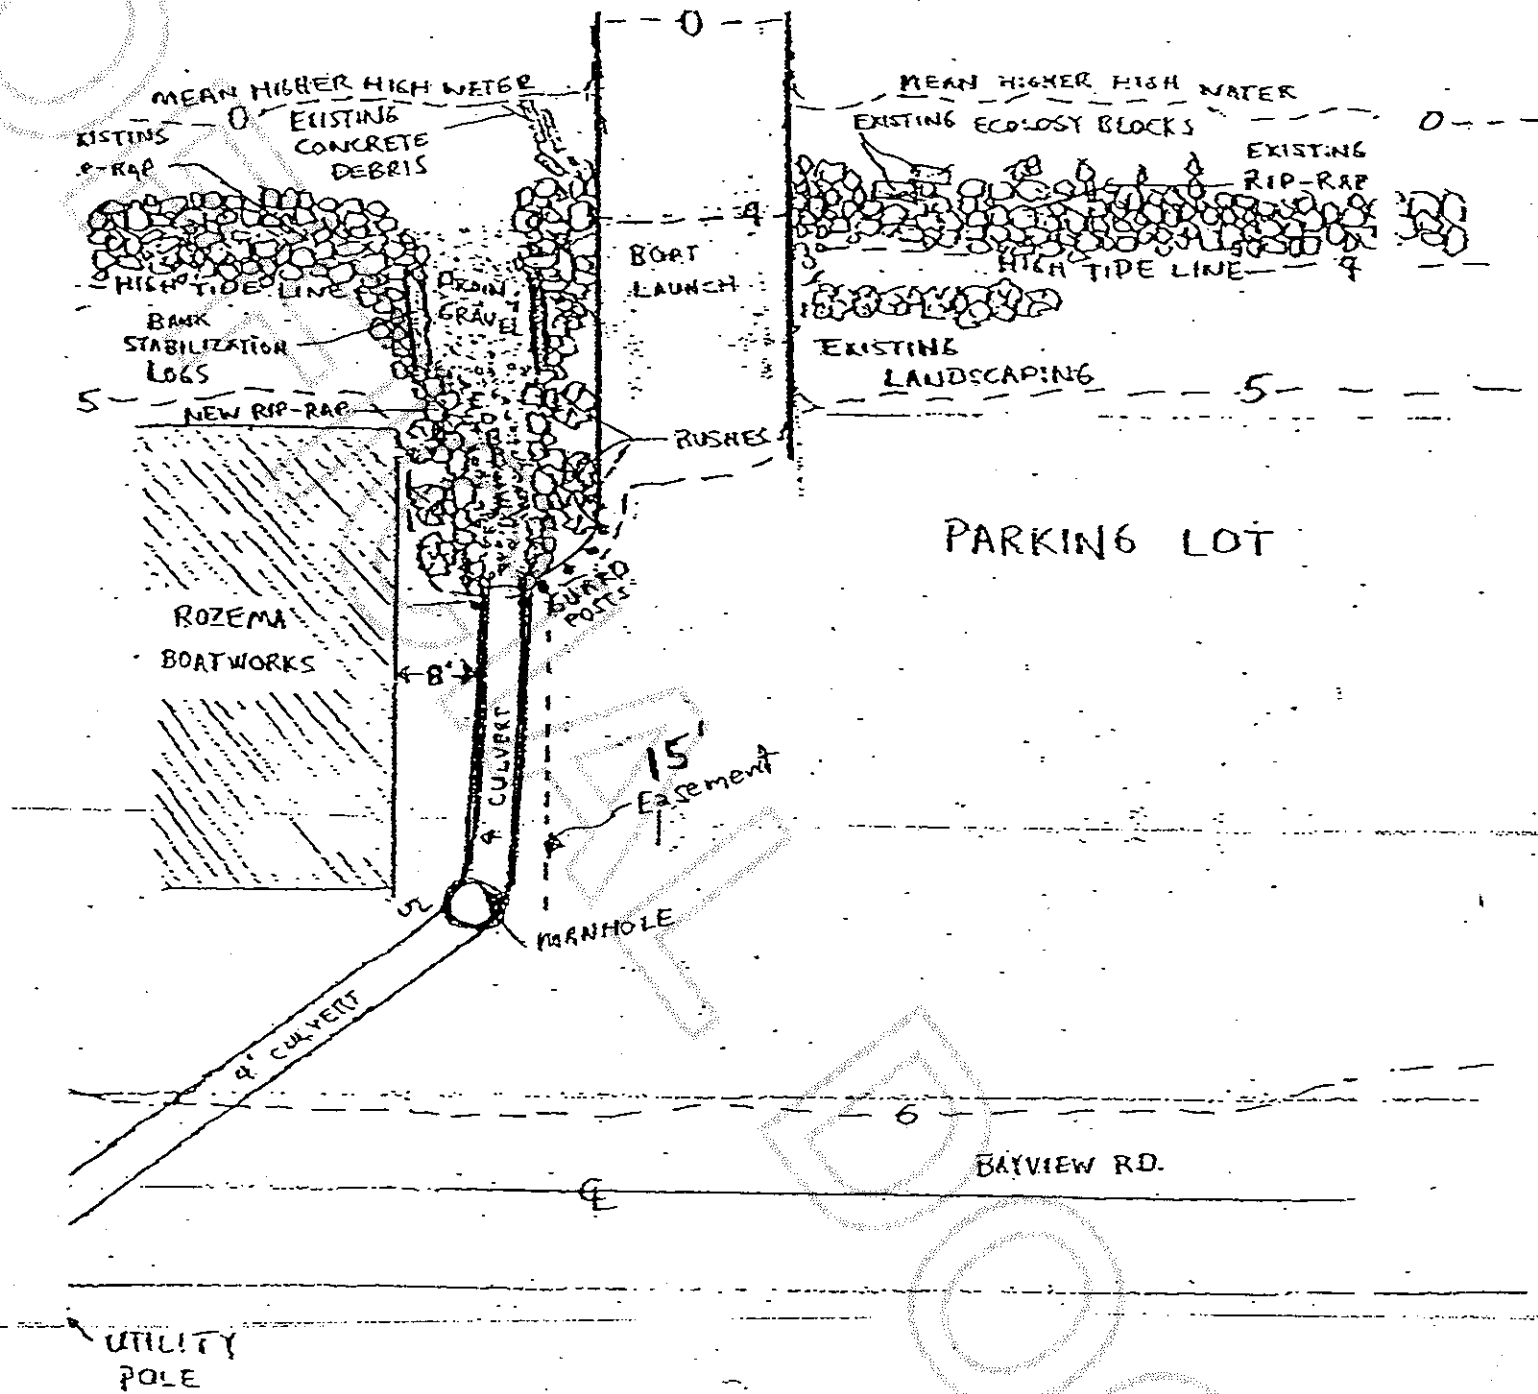 0
MEAN HIGHER HIGH WATER
MEAN HIGHER HIGH WATER
0
EXISTING
CONCRETE
DEBRIS
EXISTING ECOLOGY BLOCKS
0
XISTING
P-RAP
EXISTING
RIP-RAP
4
BOAT
LAUNCH
HIGH TIDE LINE
DRAIN
GRAVEL
HIGH TIDE LINE
4
BANK
STABILIZATION
LOGS
EXISTING
LANDSCAPING
5
5
NEW RIP-RAP
RUSHES
PARKING LOT
GUARD
POSTS
ROZEMA
BOATWORKS
8'
4' CULVERT
15'
Easement
5
MANHOLE
4' CULVERT
6
BAYVIEW RD.
℄
UTILITY
POLE